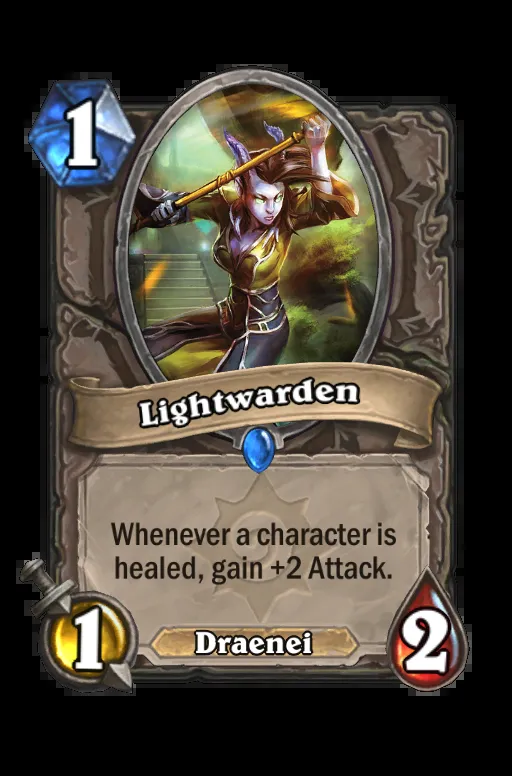 1
Lightwarden
Whenever a character is
healed, gain +2 Attack.
1
Draenei
2